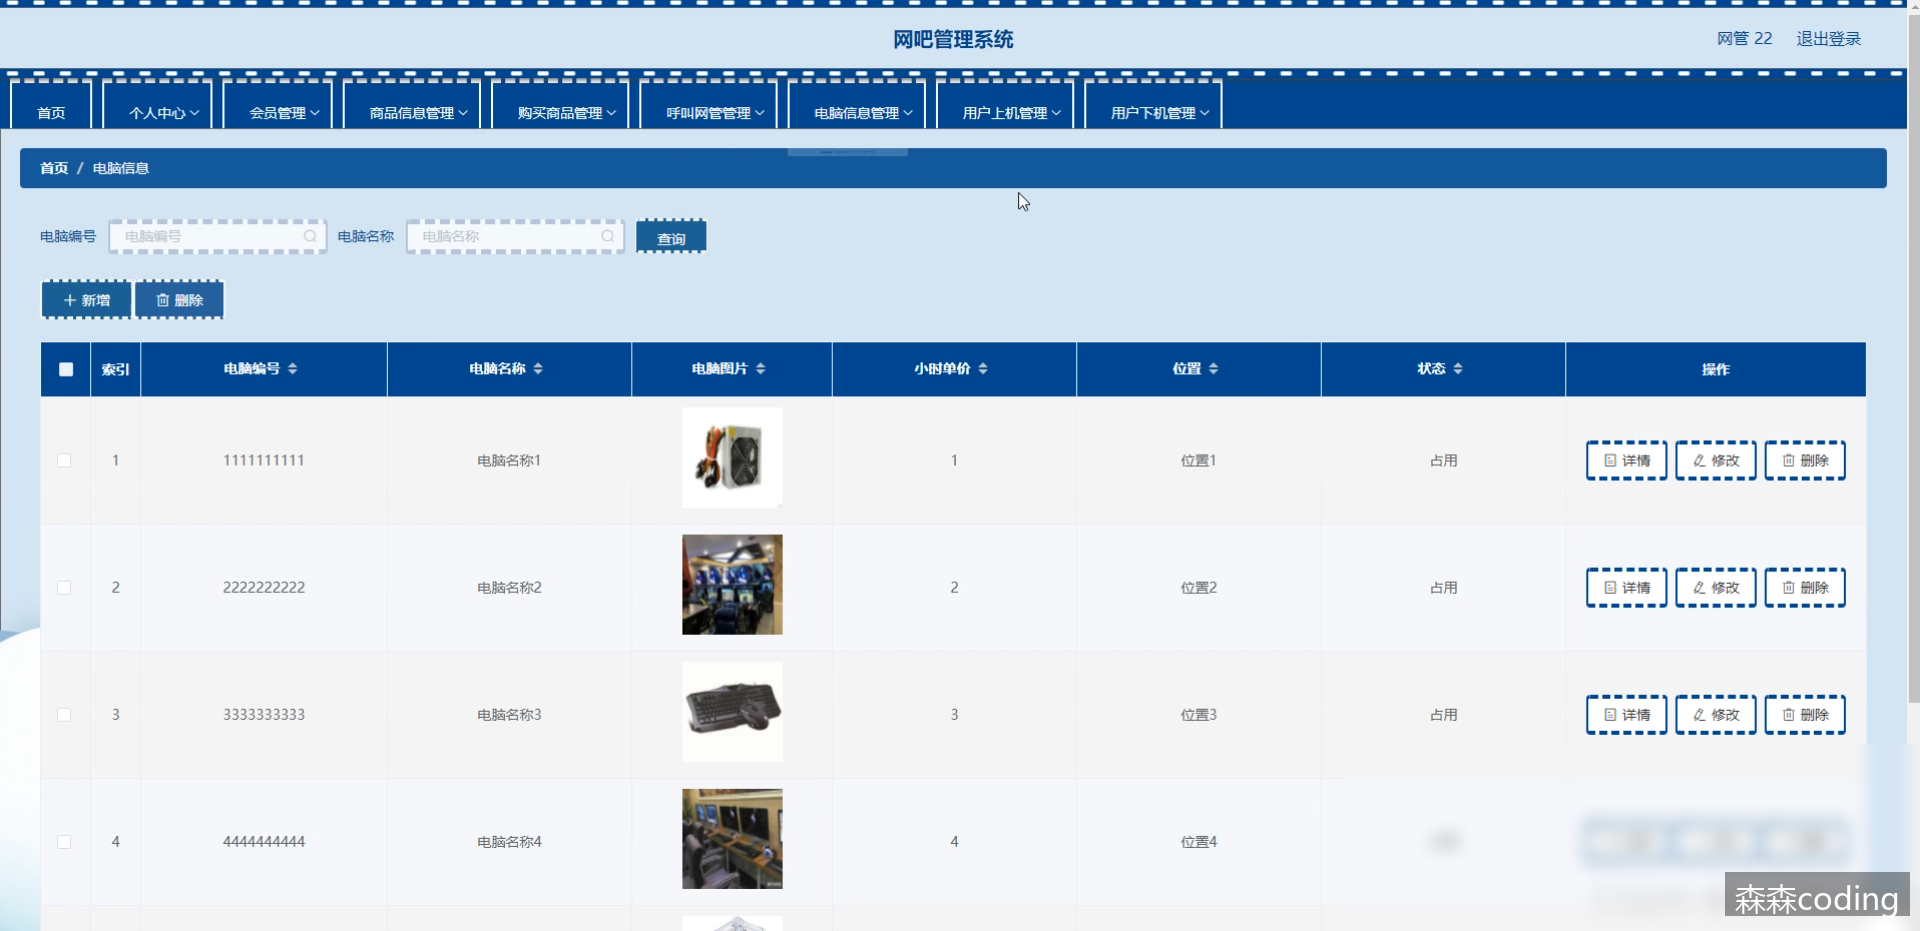 网吧管理系统
网管 22 退出登录
首页 个人中心 会员管理 商品信息管理 购买商品管理 呼叫网管管理 电脑信息管理 用户上机管理 用户下机管理
首页 / 电脑信息
电脑编号 电脑编号 电脑名称 电脑名称 查询
新增 删除
索引 电脑编号 电脑名称 电脑图片 小时单价 位置 状态 操作
1 1111111111 电脑名称1 1 位置1 占用 详情 修改 删除
2 2222222222 电脑名称2 2 位置2 占用 详情 修改 删除
3 3333333333 电脑名称3 3 位置3 占用 详情 修改 删除
4 4444444444 电脑名称4 4 位置4
森森coding